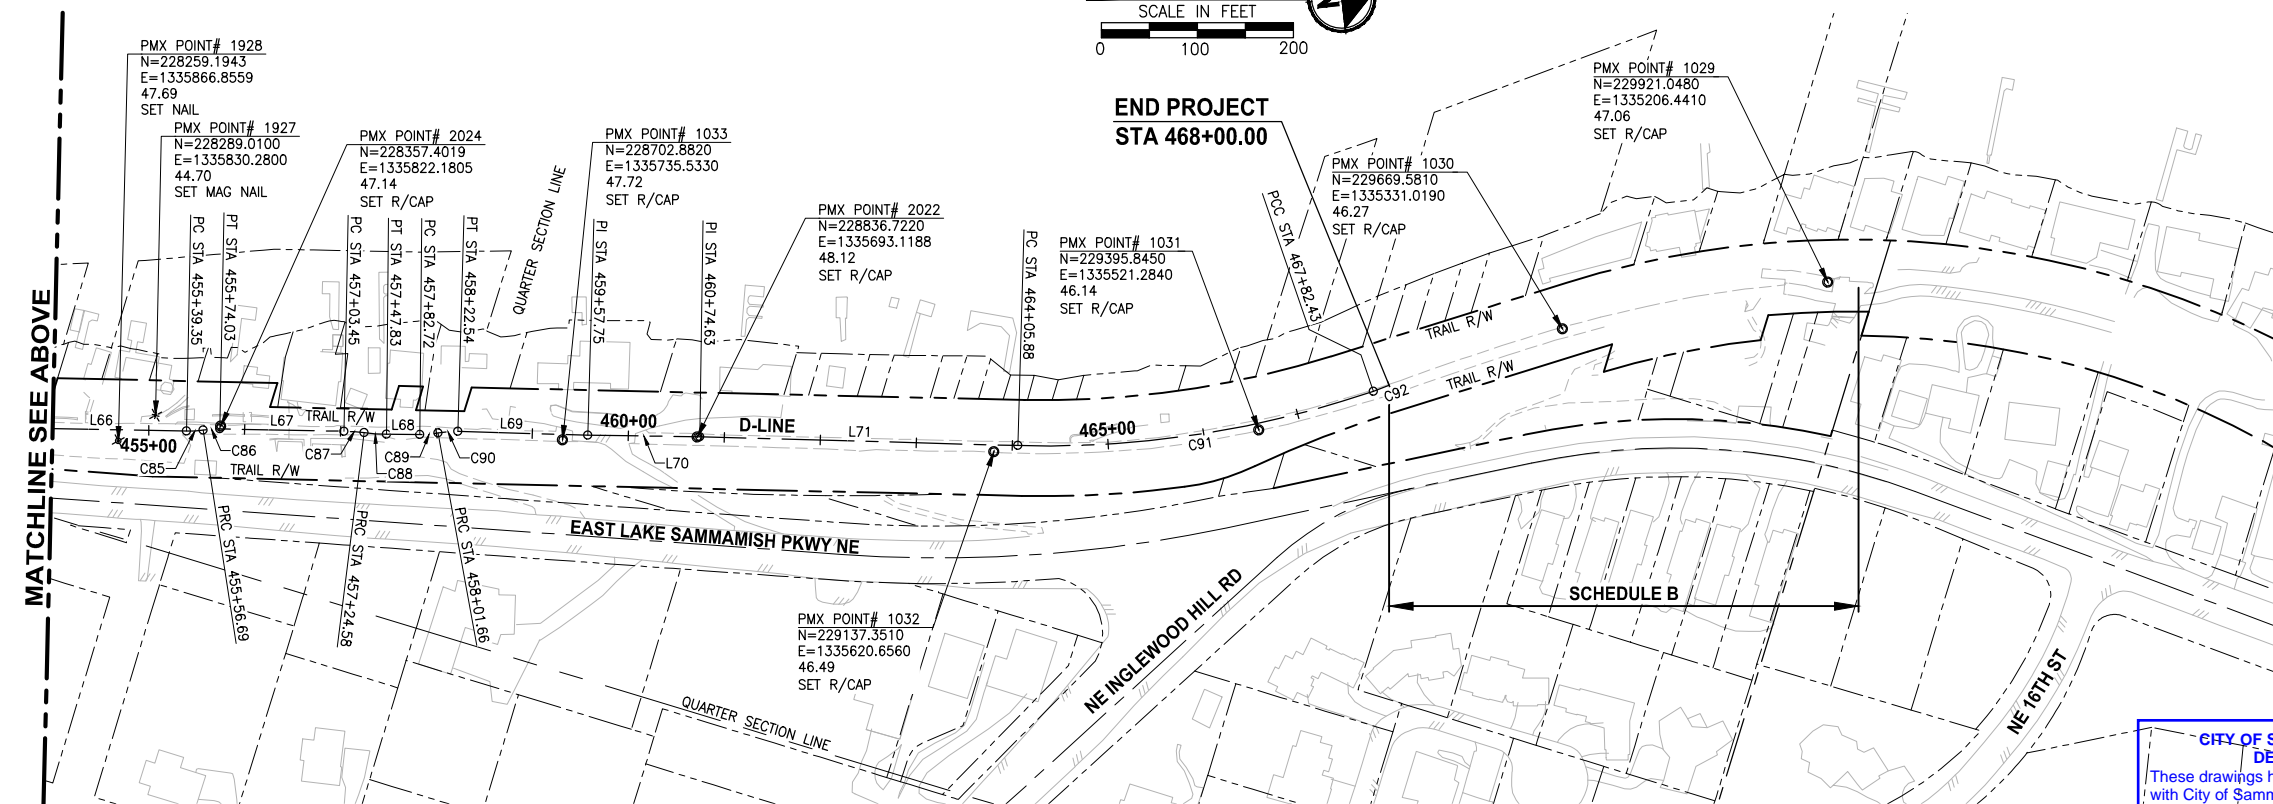 SCALE IN FEET
0 100 200
MATCHLINE SEE ABOVE
PMX POINT# 1928
N=228259.1943
E=1335866.8559
47.69
SET NAIL
PMX POINT# 1927
N=228289.0100
E=1335830.2800
44.70
SET MAG NAIL
PMX POINT# 2024
N=228357.4019
E=1335822.1805
47.14
SET R/CAP
QUARTER SECTION LINE
PMX POINT# 1033
N=228702.8820
E=1335735.5330
47.72
SET R/CAP
PMX POINT# 2022
N=228836.7220
E=1335693.1188
48.12
SET R/CAP
PMX POINT# 1031
N=229395.8450
E=1335521.2840
46.14
SET R/CAP
END PROJECT
STA 468+00.00
PMX POINT# 1030
N=229669.5810
E=1335331.0190
46.27
SET R/CAP
PMX POINT# 1029
N=229921.0480
E=1335206.4410
47.06
SET R/CAP
PC STA 455+39.35
PT STA 455+74.03
PC STA 457+03.45
PT STA 457+47.83
PC STA 457+82.72
PT STA 458+22.54
PI STA 459+57.75
PI STA 460+74.63
PC STA 464+05.88
PCC STA 467+82.43
L66
455+00
C85
C86
L67
TRAIL R/W
C87
L68
C88
C89
C90
L69
460+00
L70
D-LINE
L71
465+00
C91
C92
TRAIL R/W
TRAIL R/W
TRAIL R/W
PRC STA 455+56.69
PRC STA 457+24.58
PRC STA 458+01.66
EAST LAKE SAMMAMISH PKWY NE
PMX POINT# 1032
N=229137.3510
E=1335620.6560
46.49
SET R/CAP
QUARTER SECTION LINE
NE INGLEWOOD HILL RD
SCHEDULE B
NE 16TH ST
CITY OF S
DE
These drawings h
with City of Samm